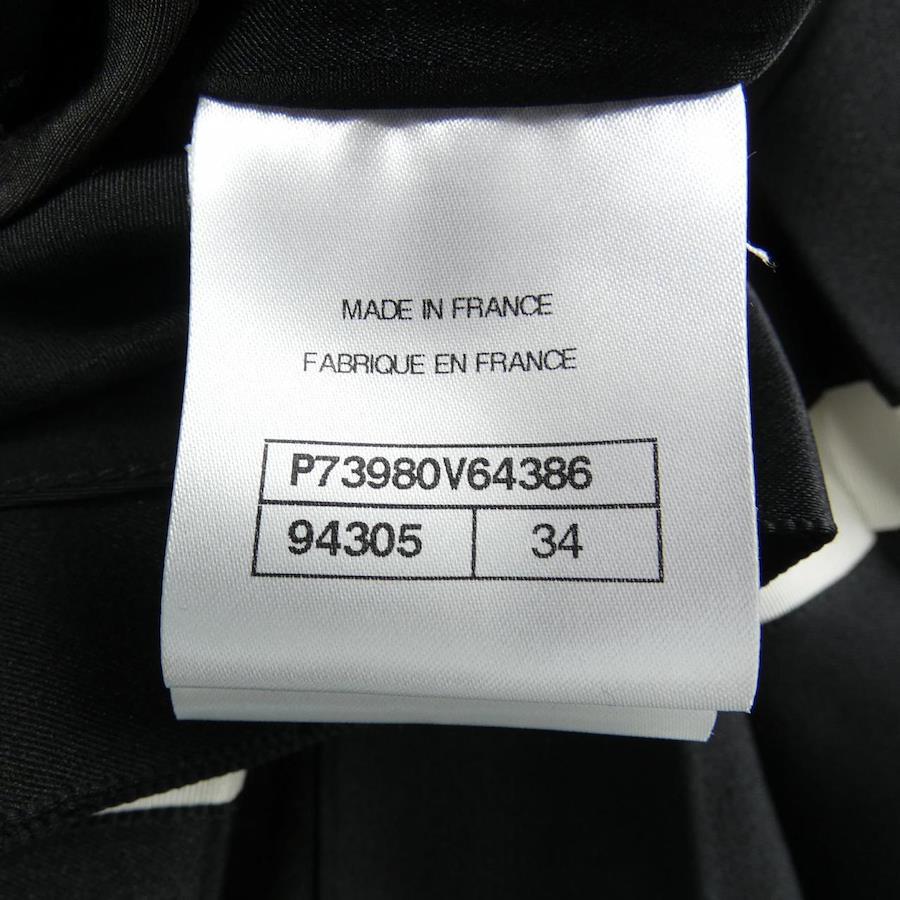 MADE IN FRANCE
FABRIQUE EN FRANCE
P73980V64386
94305 34